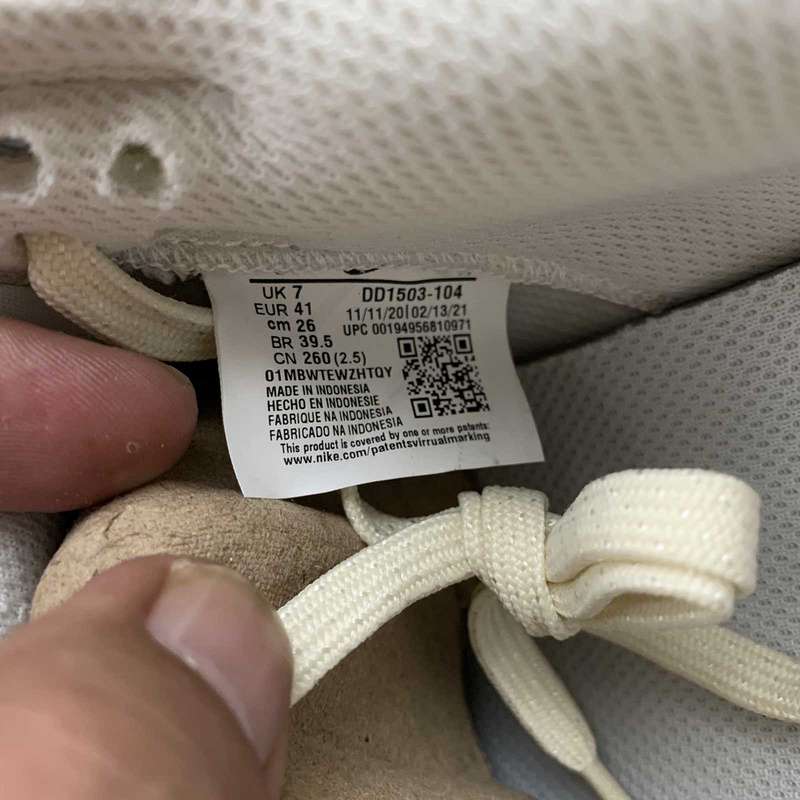 UK 7 DD1503-104
EUR 41 11/11/20|02/13/21
cm 26 UPC 00194956810971
BR 39.5
CN 260 (2.5)
01MBWTEWZHTQY
MADE IN INDONESIA
HECHO EN INDONESIE
FABRIQUE NA INDONESIA
FABRICADO NA INDONESIA
This product is covered by one or more patents:
www.nike.com/patentsvirrualmarking